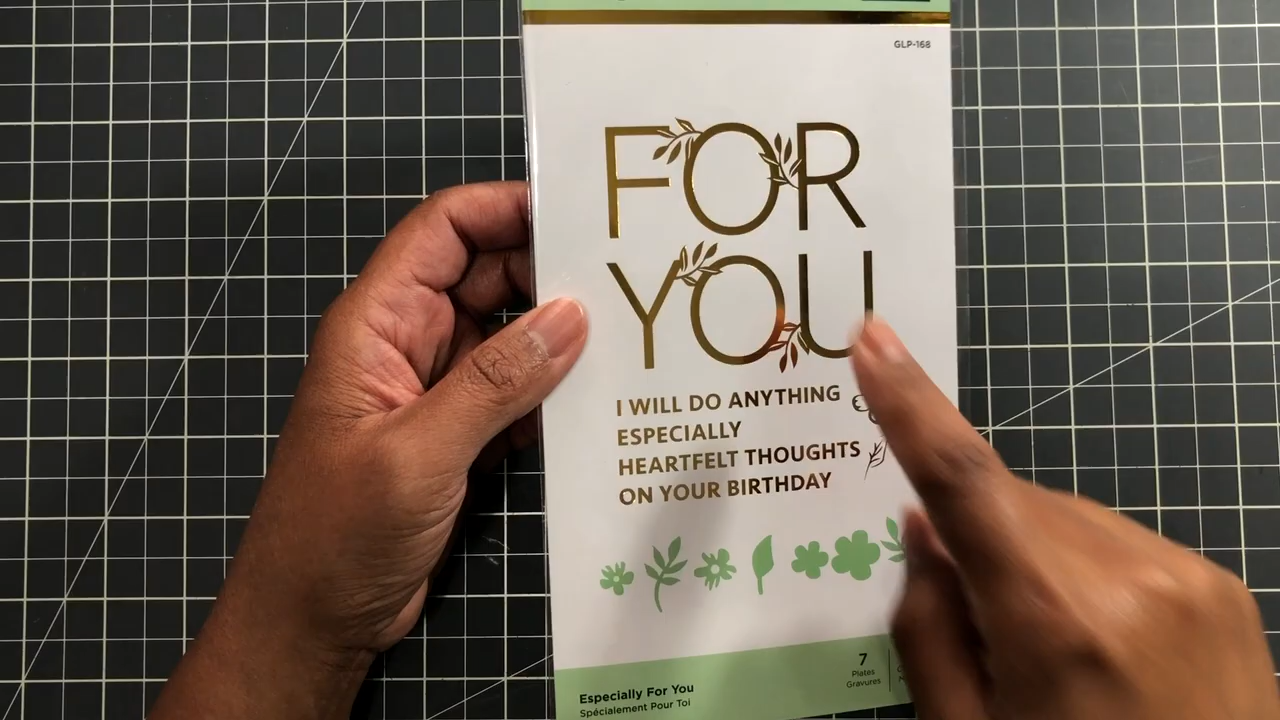 GLP-168
FOR
YOU
I WILL DO ANYTHING
ESPECIALLY
HEARTFELT THOUGHTS
ON YOUR BIRTHDAY
7
Plates
Gravures
Especially For You
Spécialement Pour Toi